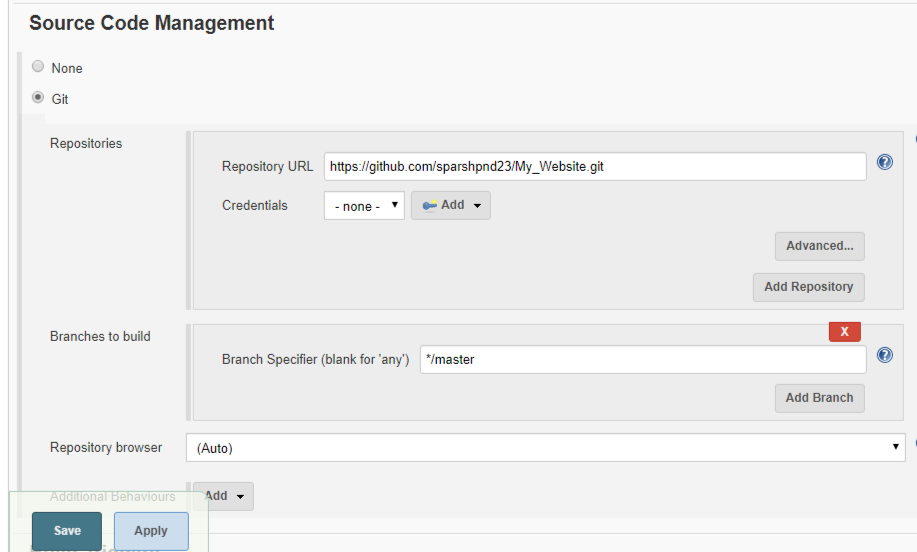 Source Code Management
None
Git
Repositories
Repository URL https://github.com/sparshpnd23/My_Website.git
Credentials - none - Add
Advanced...
Add Repository
Branches to build
X
Branch Specifier (blank for 'any') */master
Add Branch
Repository browser (Auto)
Additional Behaviours Add
Save Apply